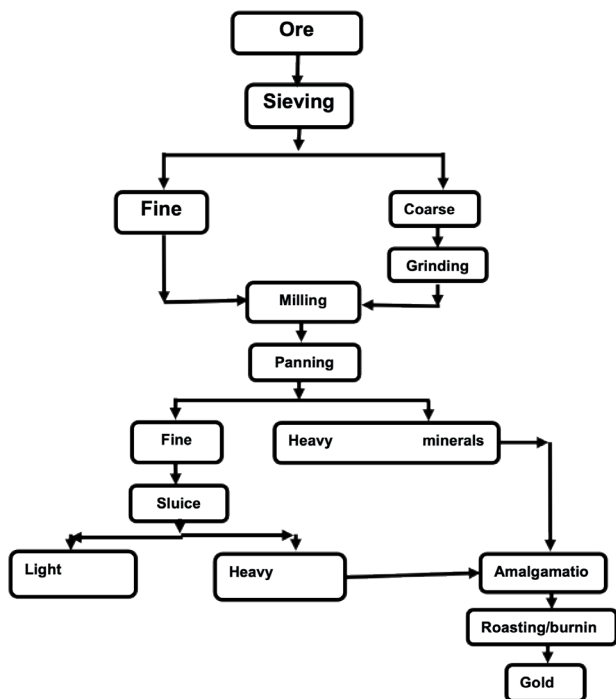 Ore
Sieving
Fine
Coarse
Grinding
Milling
Panning
Fine
Heavy minerals
Sluice
Light
Heavy
Amalgamatio
Roasting/burnin
Gold